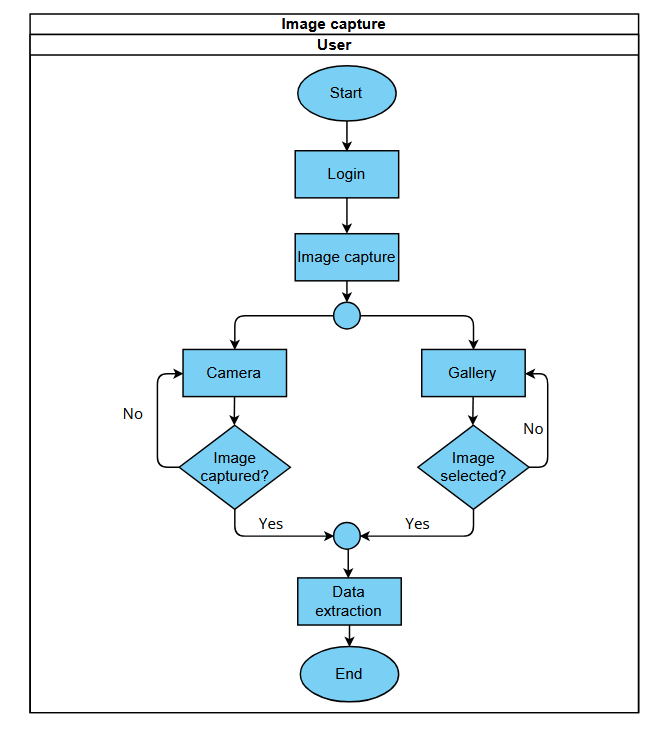 Image capture
User
Start
Login
Image capture
Camera
Gallery
No
No
Image
captured?
Image
selected?
Yes
Yes
Data
extraction
End